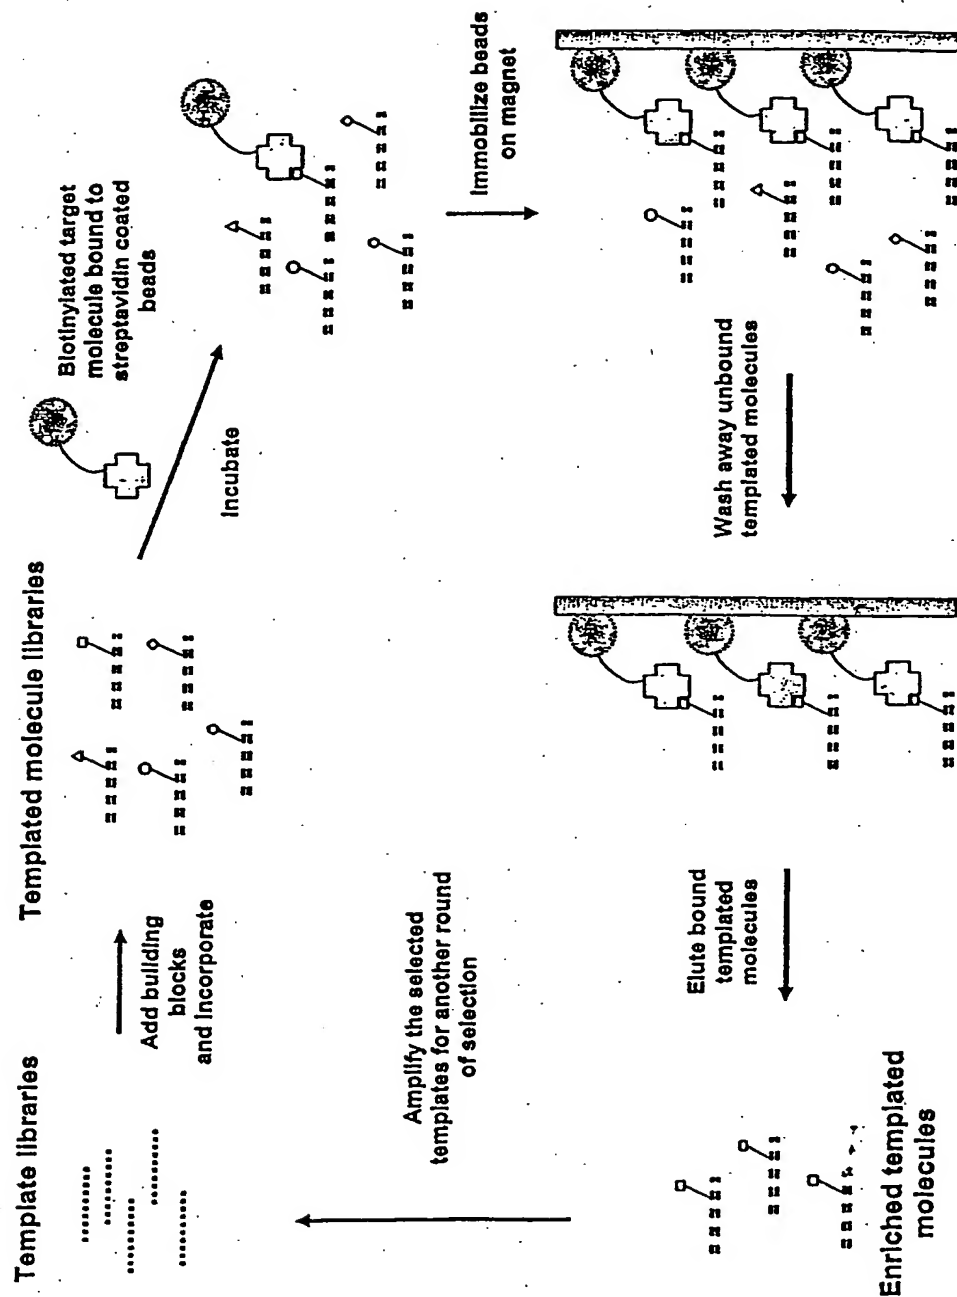 Template libraries
Add building
blocks
and incorporate
Templated molecule libraries
Incubate
Biotinylated target
molecule bound to
streptavidin coated
beads
Immobilize beads
on magnet
Wash away unbound
templated molecules
Elute bound
templated
molecules
Enriched templated
molecules
Amplify the selected
templates for another round
of selection